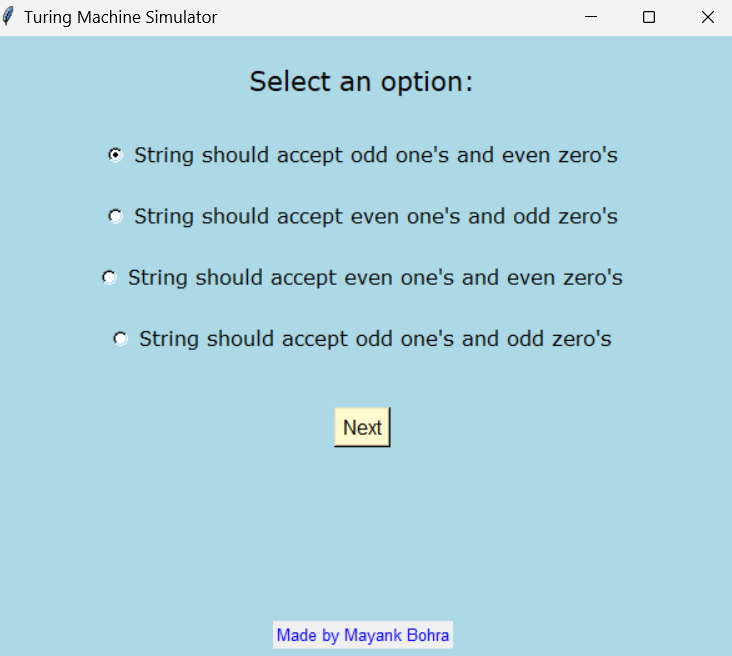 Turing Machine Simulator
Select an option:
String should accept odd one's and even zero's
String should accept even one's and odd zero's
String should accept even one's and even zero's
String should accept odd one's and odd zero's
Next
Made by Mayank Bohra